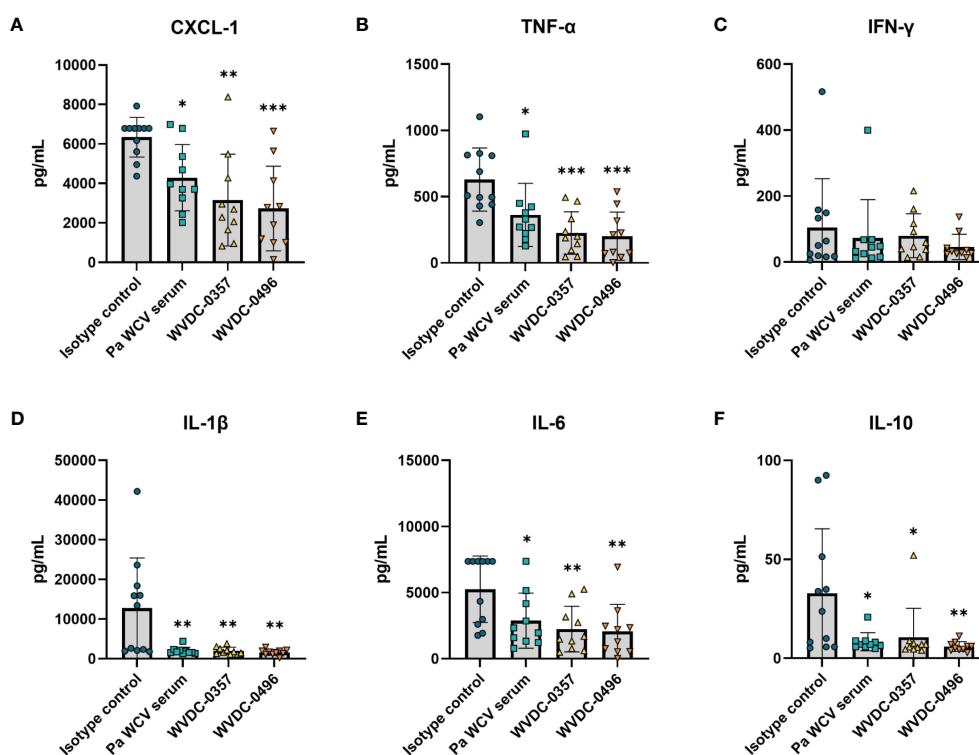 A
CXCL-1
pg/mL
10000
8000
6000
4000
2000
0
*
**
***
Isotype control
Pa WCV serum
WVDC-0357
WVDC-0496
B
TNF-α
pg/mL
1500
1000
500
0
*
***
***
Isotype control
Pa WCV serum
WVDC-0357
WVDC-0496
C
IFN-γ
pg/mL
600
400
200
0
Isotype control
Pa WCV serum
WVDC-0357
WVDC-0496
D
IL-1β
pg/mL
50000
40000
30000
20000
10000
0
**
**
**
Isotype control
Pa WCV serum
WVDC-0357
WVDC-0496
E
IL-6
pg/mL
15000
10000
5000
0
*
**
**
Isotype control
Pa WCV serum
WVDC-0357
WVDC-0496
F
IL-10
pg/mL
100
50
0
*
*
**
Isotype control
Pa WCV serum
WVDC-0357
WVDC-0496